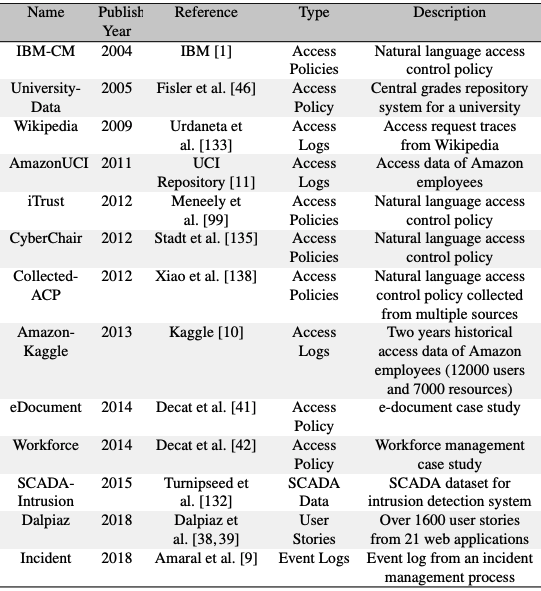 Name Publish Year Reference Type Description
IBM-CM 2004 IBM [1] Access Policies Natural language access control policy
University-Data 2005 Fisler et al. [46] Access Policy Central grades repository system for a university
Wikipedia 2009 Urdaneta et al. [133] Access Logs Access request traces from Wikipedia
AmazonUCI 2011 UCI Repository [11] Access Logs Access data of Amazon employees
iTrust 2012 Meneely et al. [99] Access Policies Natural language access control policy
CyberChair 2012 Stadt et al. [135] Access Policies Natural language access control policy
Collected-ACP 2012 Xiao et al. [138] Access Policies Natural language access control policy collected from multiple sources
Amazon-Kaggle 2013 Kaggle [10] Access Logs Two years historical access data of Amazon employees (12000 users and 7000 resources)
eDocument 2014 Decat et al. [41] Access Policy e-document case study
Workforce 2014 Decat et al. [42] Access Policy Workforce management case study
SCADA-Intrusion 2015 Turnipseed et al. [132] SCADA Data SCADA dataset for intrusion detection system
Dalpiaz 2018 Dalpiaz et al. [38,39] User Stories Over 1600 user stories from 21 web applications
Incident 2018 Amaral et al. [9] Event Logs Event log from an incident management process